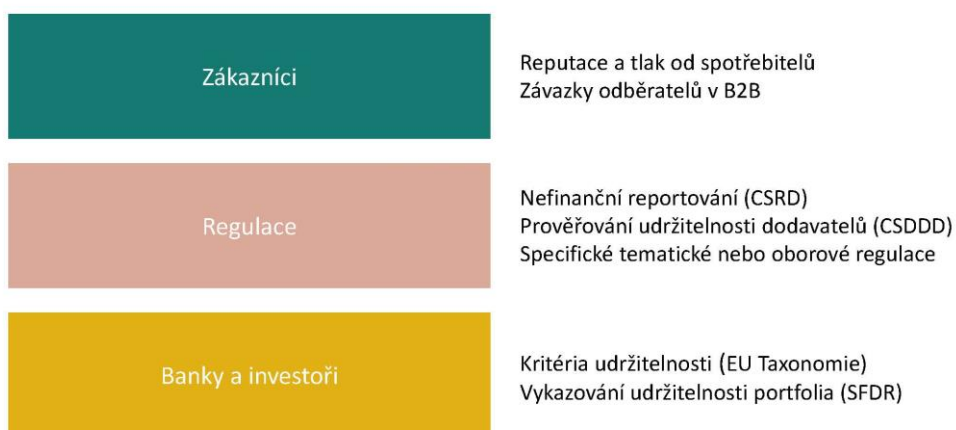 Zákazníci
Reputace a tlak od spotřebitelů
Závazky odběratelů v B2B
Regulace
Nefinanční reportování (CSRD)
Prověřování udržitelnosti dodavatelů (CSDDD)
Specifické tematické nebo oborové regulace
Banky a investoři
Kritéria udržitelnosti (EU Taxonomie)
Vykazování udržitelnosti portfolia (SFDR)